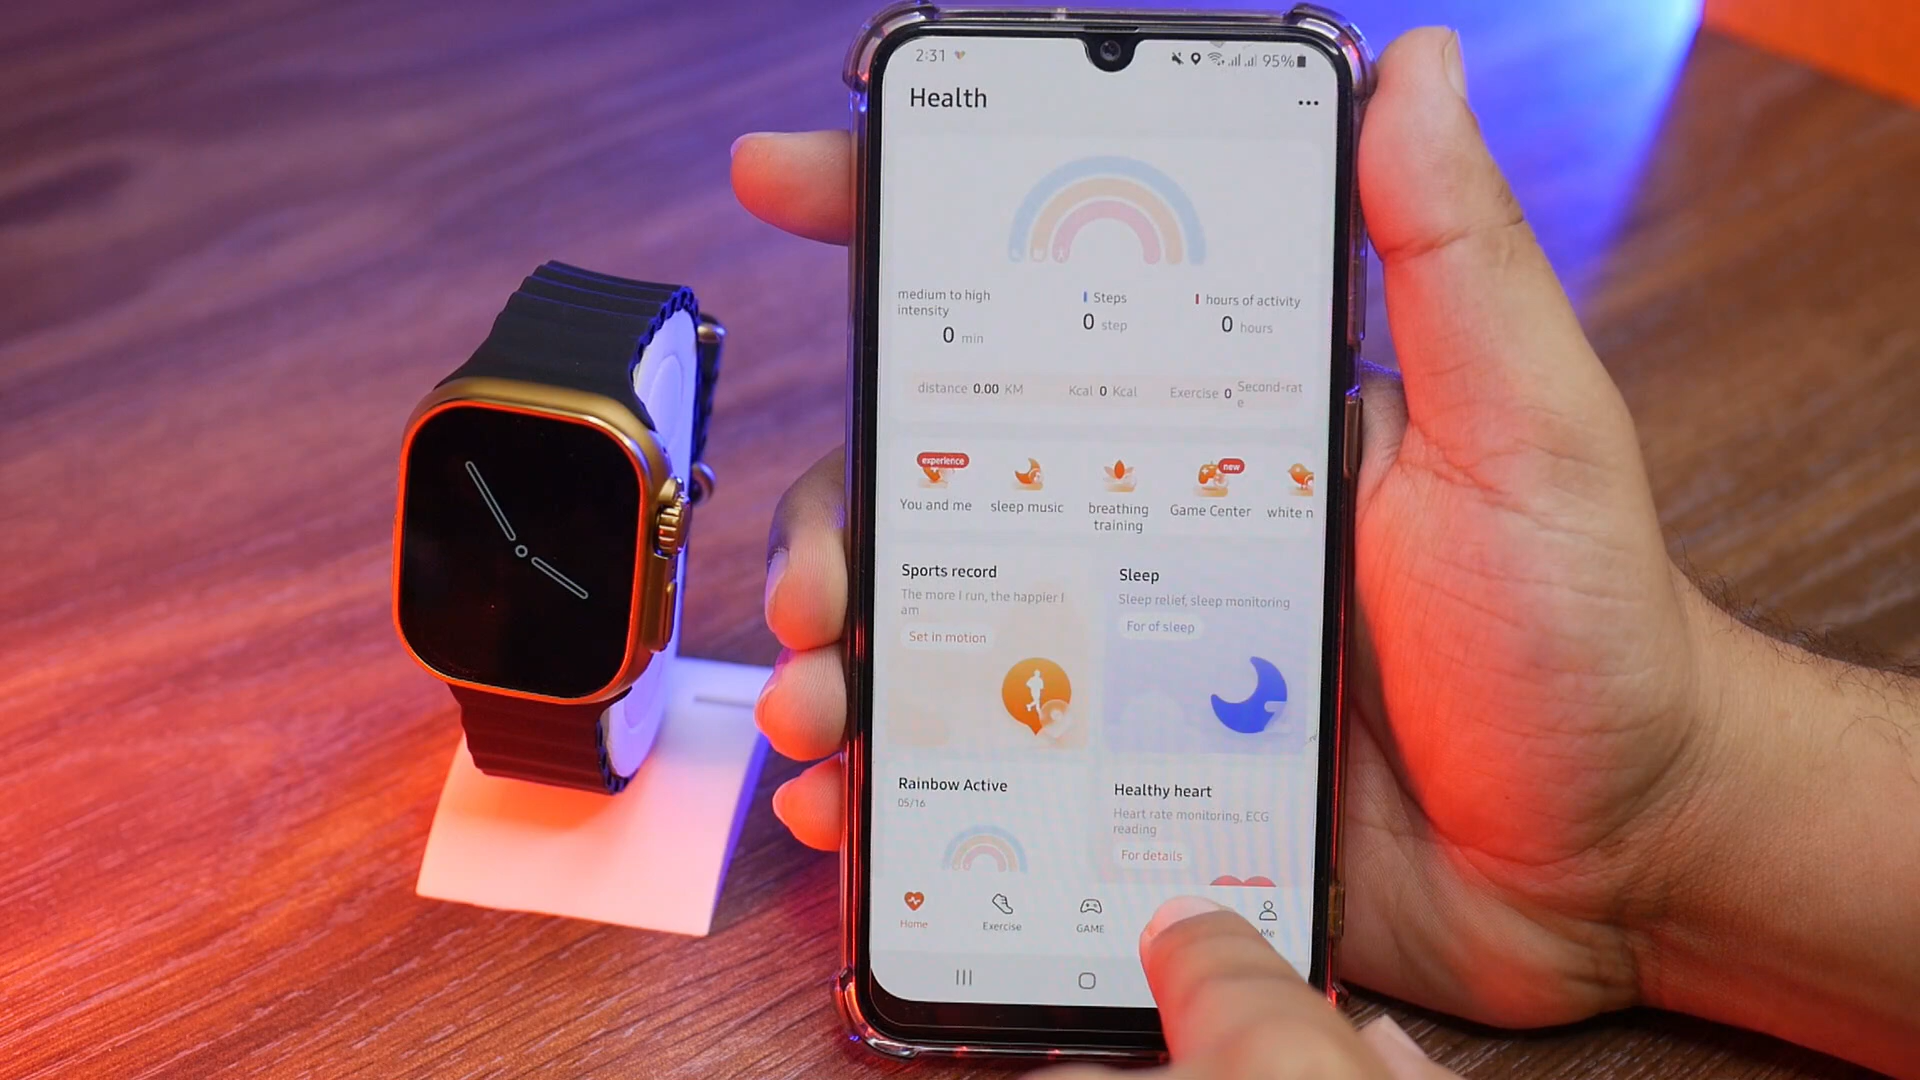 2:31
95%
Health
medium to high
intensity
0 min
Steps
0 step
hours of activity
0 hours
distance 0.00 KM
Kcal 0 Kcal
Exercise 0 Second-rat
e
experience
You and me
sleep music
breathing
training
new
Game Center
white n
Sports record
The more I run, the happier I
am
Set in motion
Sleep
Sleep relief, sleep monitoring
For of sleep
Rainbow Active
05/16
Healthy heart
Heart rate monitoring, ECG
reading
For details
Home
Exercise
GAME
Me